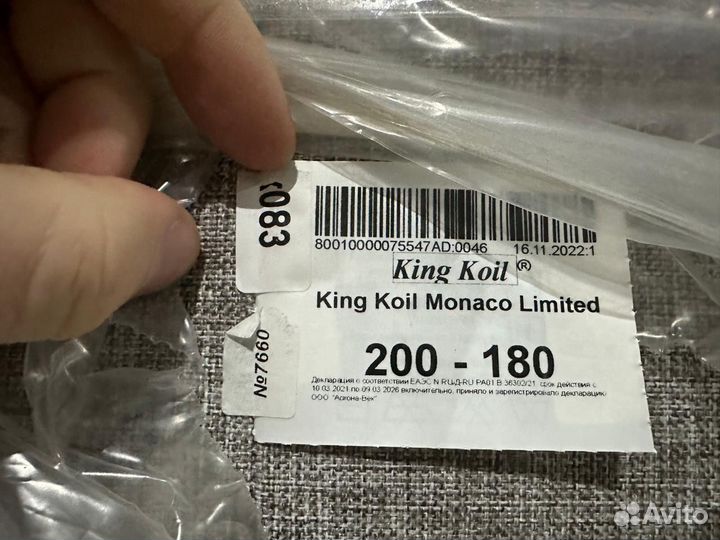 083
80010000075547AD:0046 16.11.2022:1
King Koil ®
King Koil Monaco Limited
200 - 180
№7660
Декларация о соответствии ЕАЭС N RU Д-RU РА01 В 36302/21, срок действия с
10 03 2021 по 09 03 2026 включительно, приняло и зарегистрировало декларацию
ООО "Аскона-Век"
Avito